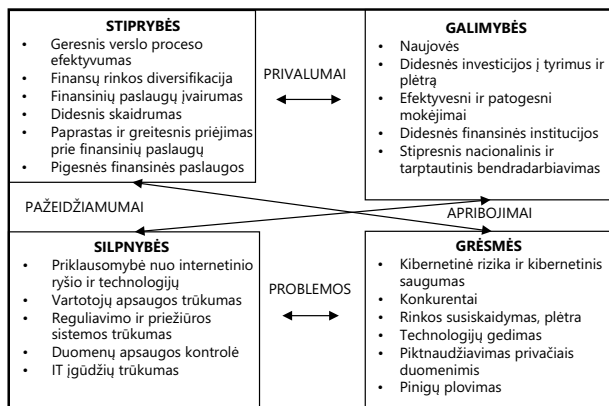 STIPRYBĖS
• Geresnis verslo proceso
efektyvumas
• Finansų rinkos diversifikacija
• Finansinių paslaugų įvairumas
• Didesnis skaidrumas
• Paprastas ir greitesnis priėjimas
prie finansinių paslaugų
• Pigesnės finansinės paslaugos
PRIVALUMAI
GALIMYBĖS
• Naujovės
• Didesnės investicijos į tyrimus ir
plėtrą
• Efektyvesni ir patogesni
mokėjimai
• Didesnės finansinės institucijos
• Stipresnis nacionalinis ir
tarptautinis bendradarbiavimas
PAŽEIDŽIAMUMAI
APRIBOJIMAI
SILPNYBĖS
• Priklausomybė nuo internetinio
ryšio ir technologijų
• Vartotojų apsaugos trūkumas
• Reguliavimo ir priežiūros
sistemos trūkumas
• Duomenų apsaugos kontrolė
• IT įgūdžių trūkumas
PROBLEMOS
GRĖSMĖS
• Kibernetinė rizika ir kibernetinis
saugumas
• Konkurentai
• Rinkos susiskaidymas, plėtra
• Technologijų gedimas
• Piktnaudžiavimas privačiais
duomenimis
• Pinigų plovimas